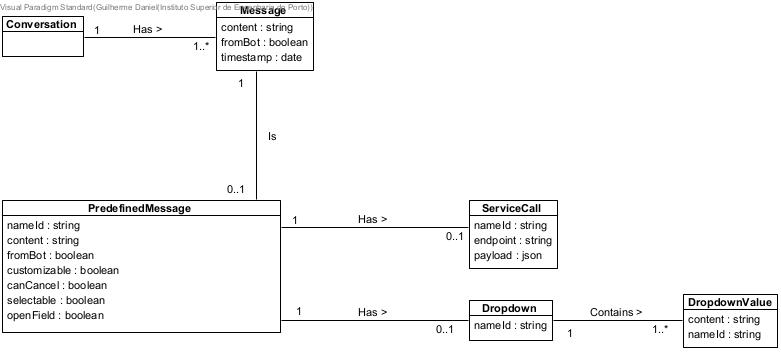 Visual Paradigm Standard(Guilherme Daniel(Instituto Superior de Engenharia do Porto))
Conversation
1
Has >
1..*
Message
content : string
fromBot : boolean
timestamp : date
1
Is
0..1
PredefinedMessage
nameId : string
content : string
fromBot : boolean
customizable : boolean
canCancel : boolean
selectable : boolean
openField : boolean
1
Has >
0..1
ServiceCall
nameId : string
endpoint : string
payload : json
1
Has >
0..1
Dropdown
nameId : string
1
Contains >
1..*
DropdownValue
content : string
nameId : string